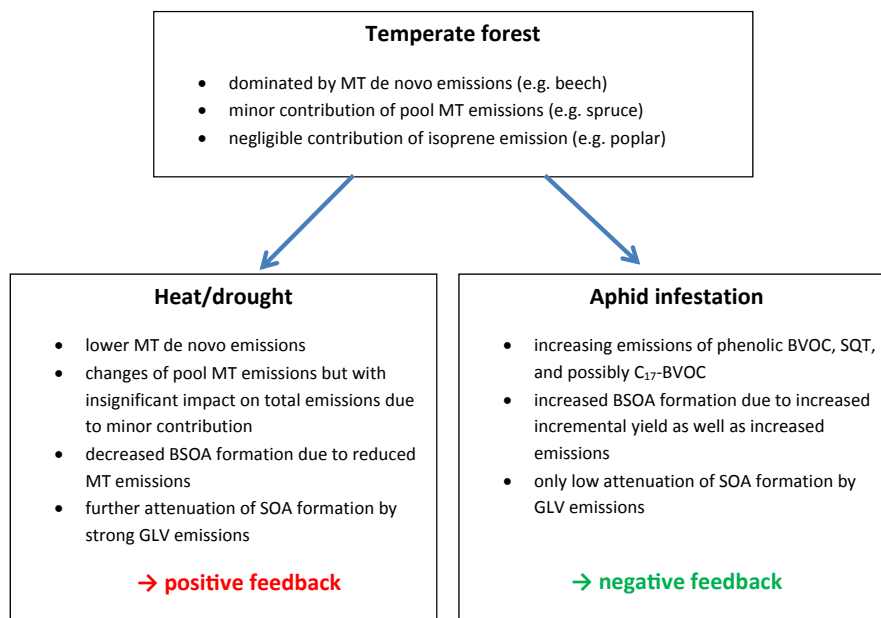 Temperate forest
• dominated by MT de novo emissions (e.g. beech)
• minor contribution of pool MT emissions (e.g. spruce)
• negligible contribution of isoprene emission (e.g. poplar)
Heat/drought
• lower MT de novo emissions
• changes of pool MT emissions but with
insignificant impact on total emissions due
to minor contribution
• decreased BSOA formation due to reduced
MT emissions
• further attenuation of SOA formation by
strong GLV emissions
→ positive feedback
Aphid infestation
• increasing emissions of phenolic BVOC, SQT,
and possibly C₁₇-BVOC
• increased BSOA formation due to increased
incremental yield as well as increased
emissions
• only low attenuation of SOA formation by
GLV emissions
→ negative feedback